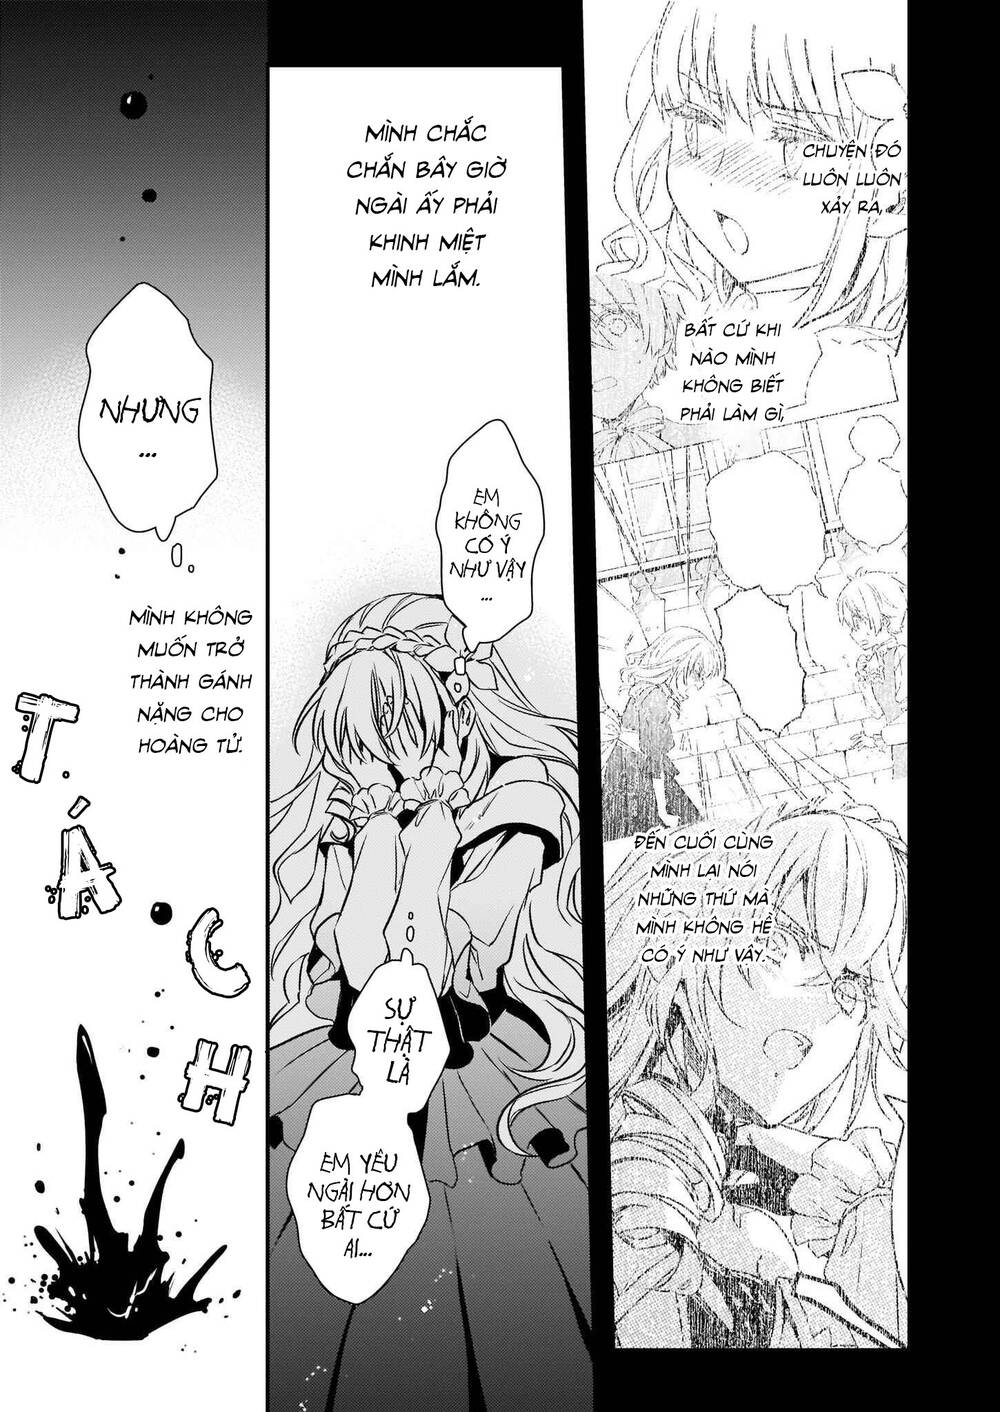 CHUYỆN ĐÓ
LUÔN LUÔN
XẢY RA,
BẤT CỨ KHI
NÀO MÌNH
KHÔNG BIẾT
PHẢI LÀM GÌ,
ĐẾN CUỐI CÙNG
MÌNH LẠI NÓI
NHỮNG THỨ MÀ
MÌNH KHÔNG HỀ
CÓ Ý NHƯ VẬY.
MÌNH CHẮC
CHẮN BÂY GIỜ
NGÀI ẤY PHẢI
KHINH MIỆT
MÌNH LẮM.
EM
KHÔNG
CÓ Ý
NHƯ VẬY
...
SỰ
THẬT
LÀ
EM YÊU
NGÀI HƠN
BẤT CỨ
AI...
NHƯNG
...
MÌNH KHÔNG
MUỐN TRỞ
THÀNH GÁNH
NẶNG CHO
HOÀNG TỬ.
TÁCH